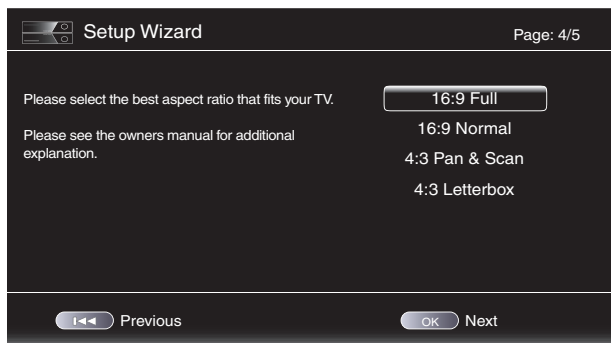 Setup Wizard
Page: 4/5
Please select the best aspect ratio that fits your TV.
Please see the owners manual for additional
explanation.
16:9 Full
16:9 Normal
4:3 Pan & Scan
4:3 Letterbox
Previous
OK Next